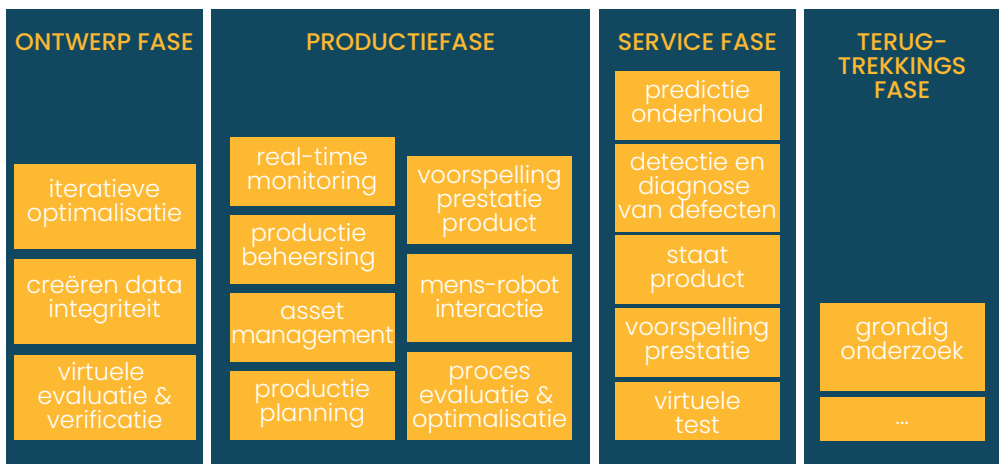 ONTWERP FASE
iteratieve
optimalisatie
creëren data
integriteit
virtuele
evaluatie &
verificatie
PRODUCTIEFASE
real-time
monitoring
productie
beheersing
asset
management
productie
planning
voorspelling
prestatie
product
mens-robot
interactie
proces
evaluatie &
optimalisatie
SERVICE FASE
predictie
onderhoud
detectie en
diagnose
van defecten
staat
product
voorspelling
prestatie
virtuele
test
TERUG-
TREKKINGS
FASE
grondig
onderzoek
...